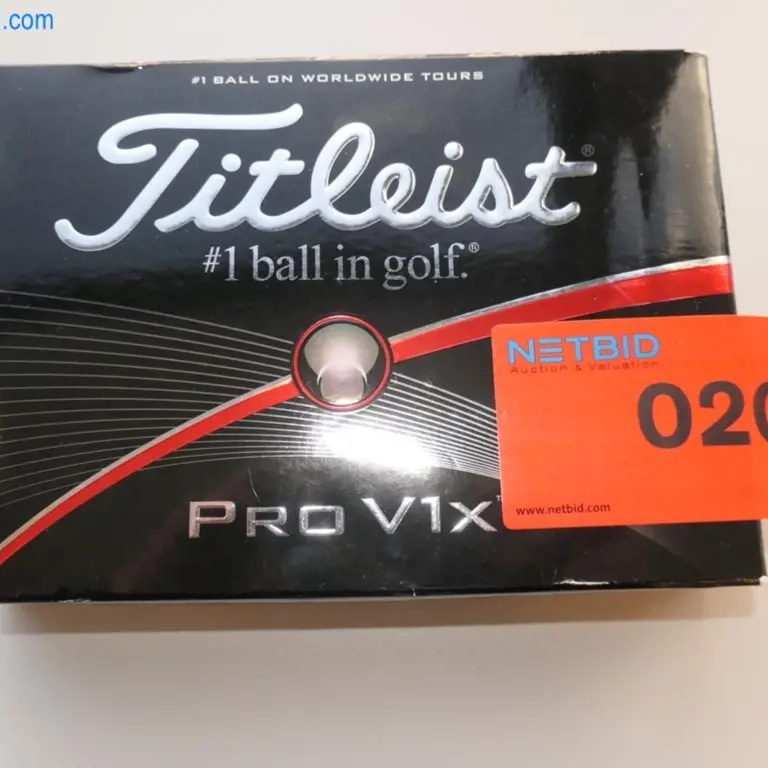 .com
#1 BALL ON WORLDWIDE TOURS
Titleist®
#1 ball in golf.®
NETBID
Auction & Valuation
020
PRO V1x™
www.netbid.com